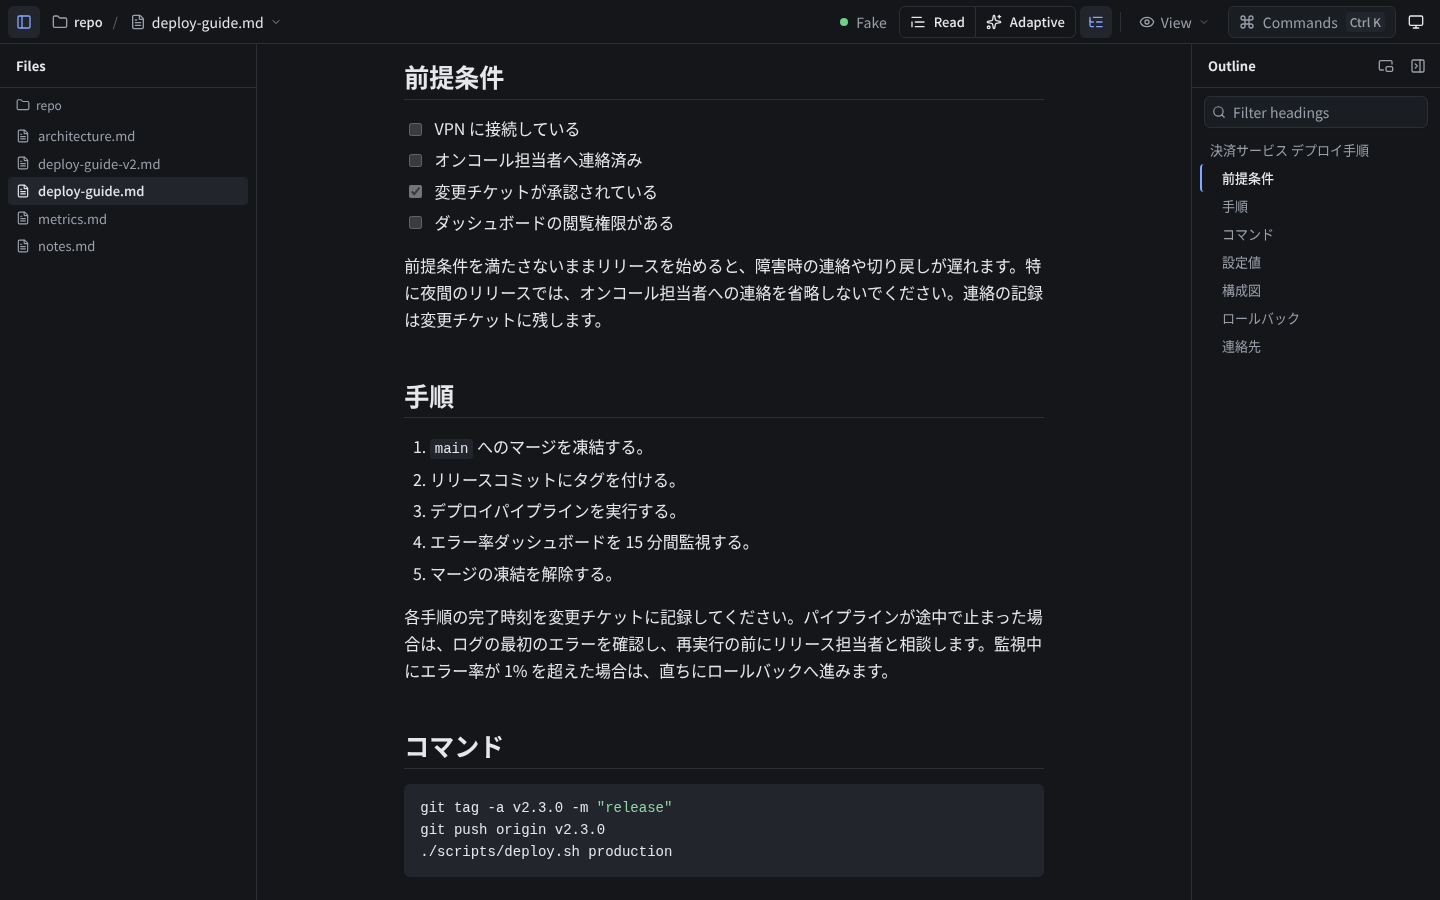 repo / deploy-guide.md
Fake
Read
Adaptive
View
Commands Ctrl K
Files
repo
architecture.md
deploy-guide-v2.md
deploy-guide.md
metrics.md
notes.md
前提条件
VPN に接続している
オンコール担当者へ連絡済み
変更チケットが承認されている
ダッシュボードの閲覧権限がある
前提条件を満たさないままリリースを始めると、障害時の連絡や切り戻しが遅れます。特
に夜間のリリースでは、オンコール担当者への連絡を省略しないでください。連絡の記録
は変更チケットに残します。
手順
1. main へのマージを凍結する。
2. リリースコミットにタグを付ける。
3. デプロイパイプラインを実行する。
4. エラー率ダッシュボードを 15 分間監視する。
5. マージの凍結を解除する。
各手順の完了時刻を変更チケットに記録してください。パイプラインが途中で止まった場
合は、ログの最初のエラーを確認し、再実行の前にリリース担当者と相談します。監視中
にエラー率が 1% を超えた場合は、直ちにロールバックへ進みます。
コマンド
git tag -a v2.3.0 -m "release"
git push origin v2.3.0
./scripts/deploy.sh production
Outline
Filter headings
決済サービス デプロイ手順
前提条件
手順
コマンド
設定値
構成図
ロールバック
連絡先